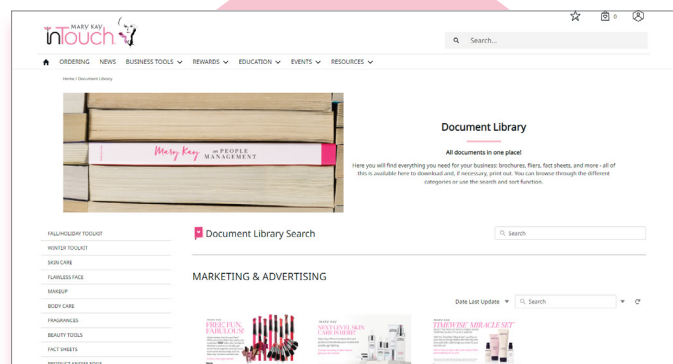 MARY KAY
inTouch
0
Search...
ORDERING NEWS BUSINESS TOOLS REWARDS EDUCATION EVENTS RESOURCES
Home / Document Library
Mary Kay on PEOPLE
MANAGEMENT
Document Library
All documents in one place!
Here you will find everything you need for your business: brochures, fliers, fact sheets, and more - all of
this is available here to download and, if necessary, print out. You can browse through the different
categories or use the search and sort function.
FALL/HOLIDAY TOOLKIT
WINTER TOOLKIT
SKIN CARE
FLAWLESS FACE
MAKEUP
BODY CARE
FRAGRANCES
BEAUTY TOOLS
FACT SHEETS
PRODUCT KNOWLEDGE
Document Library Search
Search
MARKETING & ADVERTISING
Date Last Update
Search
FREE FUN.
FABULOUS!
MARY KAY
NEXT LEVEL SKIN
CARE IS HERE!
TIMEWISE MIRACLE SET